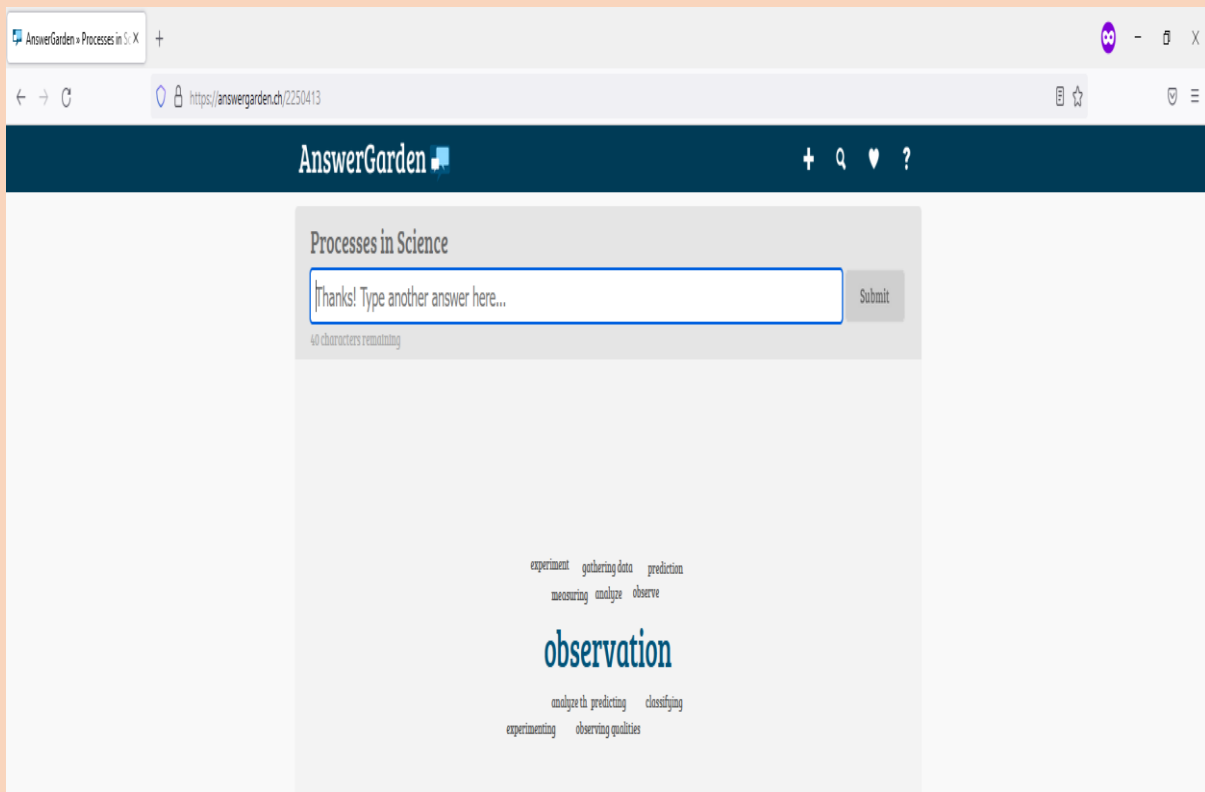 AnswerGarden » Processes in Sc X +
https://answergarden.ch/2250413
AnswerGarden
Processes in Science
Thanks! Type another answer here...
Submit
40 characters remaining
experiment gathering data prediction
measuring analyze observe
observation
analyze th predicting classifying
experimenting observing qualities